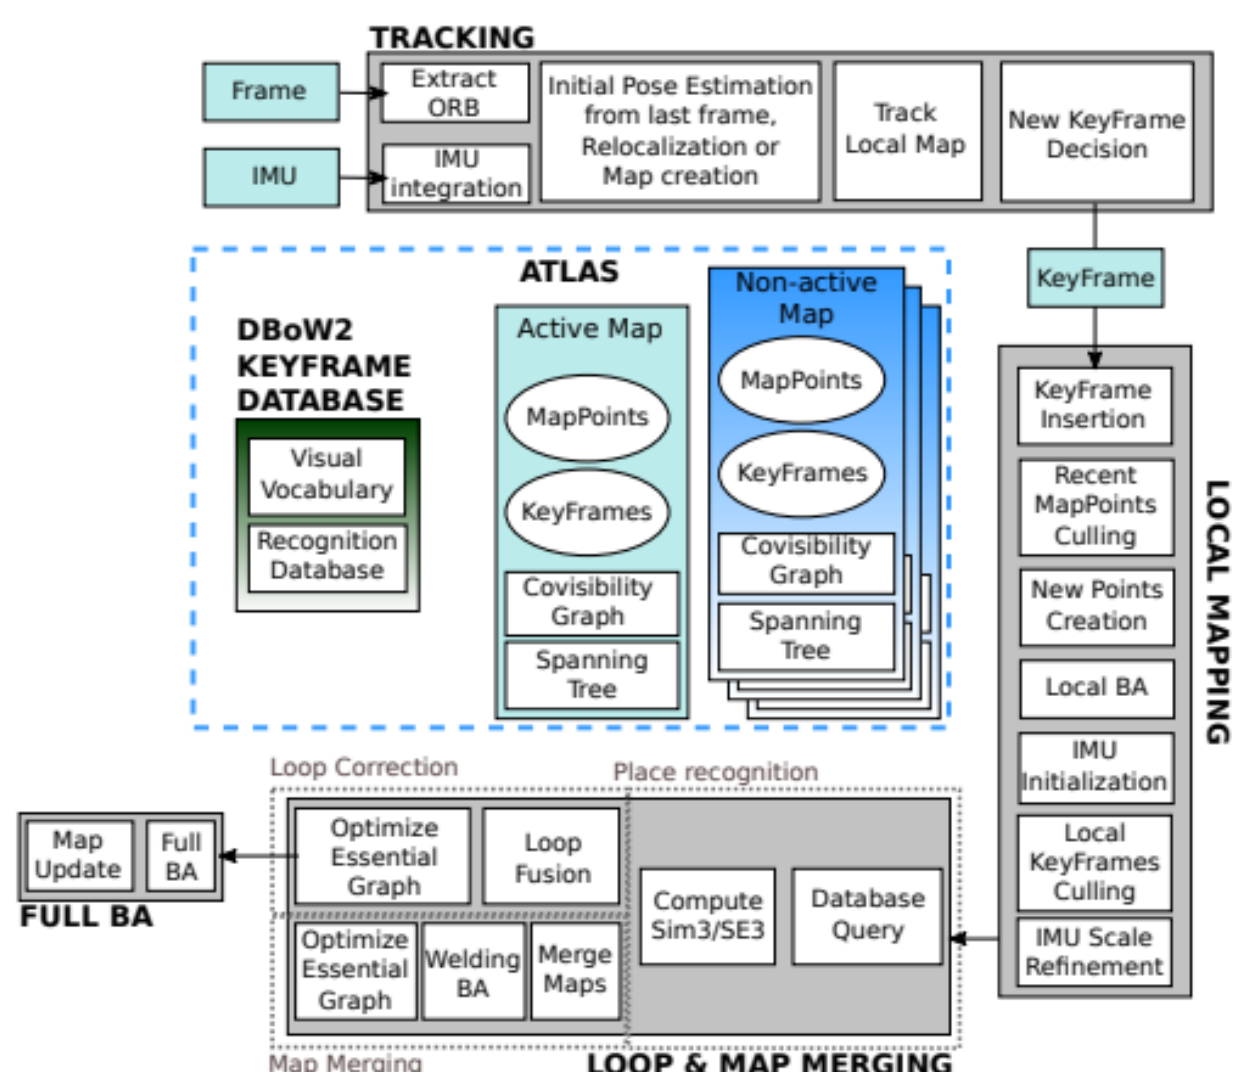 TRACKING
Frame
IMU
Extract
ORB
IMU
integration
Initial Pose Estimation
from last frame,
Relocalization or
Map creation
Track
Local Map
New KeyFrame
Decision
KeyFrame
ATLAS
DBoW2
KEYFRAME
DATABASE
Visual
Vocabulary
Recognition
Database
Active Map
MapPoints
KeyFrames
Covisibility
Graph
Spanning
Tree
Non-active
Map
MapPoints
KeyFrames
Covisibility
Graph
Spanning
Tree
KeyFrame
Insertion
Recent
MapPoints
Culling
New Points
Creation
Local BA
IMU
Initialization
Local
KeyFrames
Culling
IMU Scale
Refinement
LOCAL MAPPING
Loop Correction
Place recognition
Optimize
Essential
Graph
Loop
Fusion
Compute
Sim3/SE3
Database
Query
Optimize
Essential
Graph
Welding
BA
Merge
Maps
Map Merging
LOOP & MAP MERGING
Map
Update
Full
BA
FULL BA